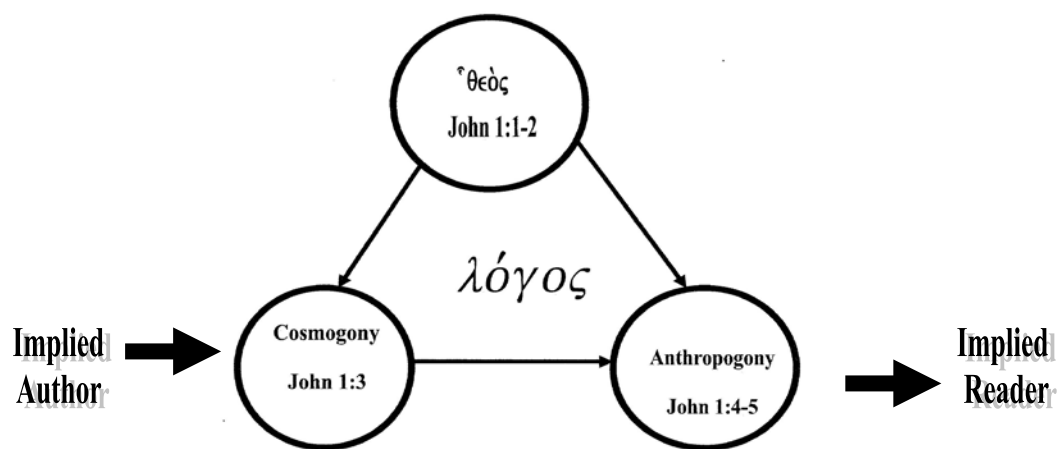 ῾θεὸς
John 1:1-2
λόγος
Implied
Author
Cosmogony
John 1:3
Anthropogony
John 1:4-5
Implied
Reader